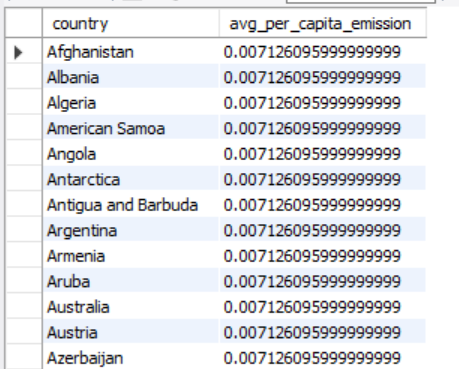 country avg_per_capita_emission
Afghanistan 0.007126095999999999
Albania 0.007126095999999999
Algeria 0.007126095999999999
American Samoa 0.007126095999999999
Angola 0.007126095999999999
Antarctica 0.007126095999999999
Antigua and Barbuda 0.007126095999999999
Argentina 0.007126095999999999
Armenia 0.007126095999999999
Aruba 0.007126095999999999
Australia 0.007126095999999999
Austria 0.007126095999999999
Azerbaijan 0.007126095999999999